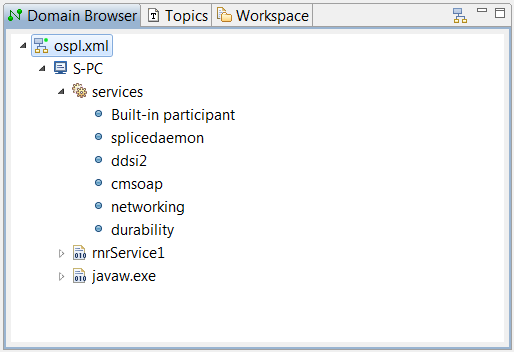 Domain Browser Topics Workspace
ospl.xml
S-PC
services
Built-in participant
splicedaemon
ddsi2
cmsoap
networking
durability
rnrService1
javaw.exe